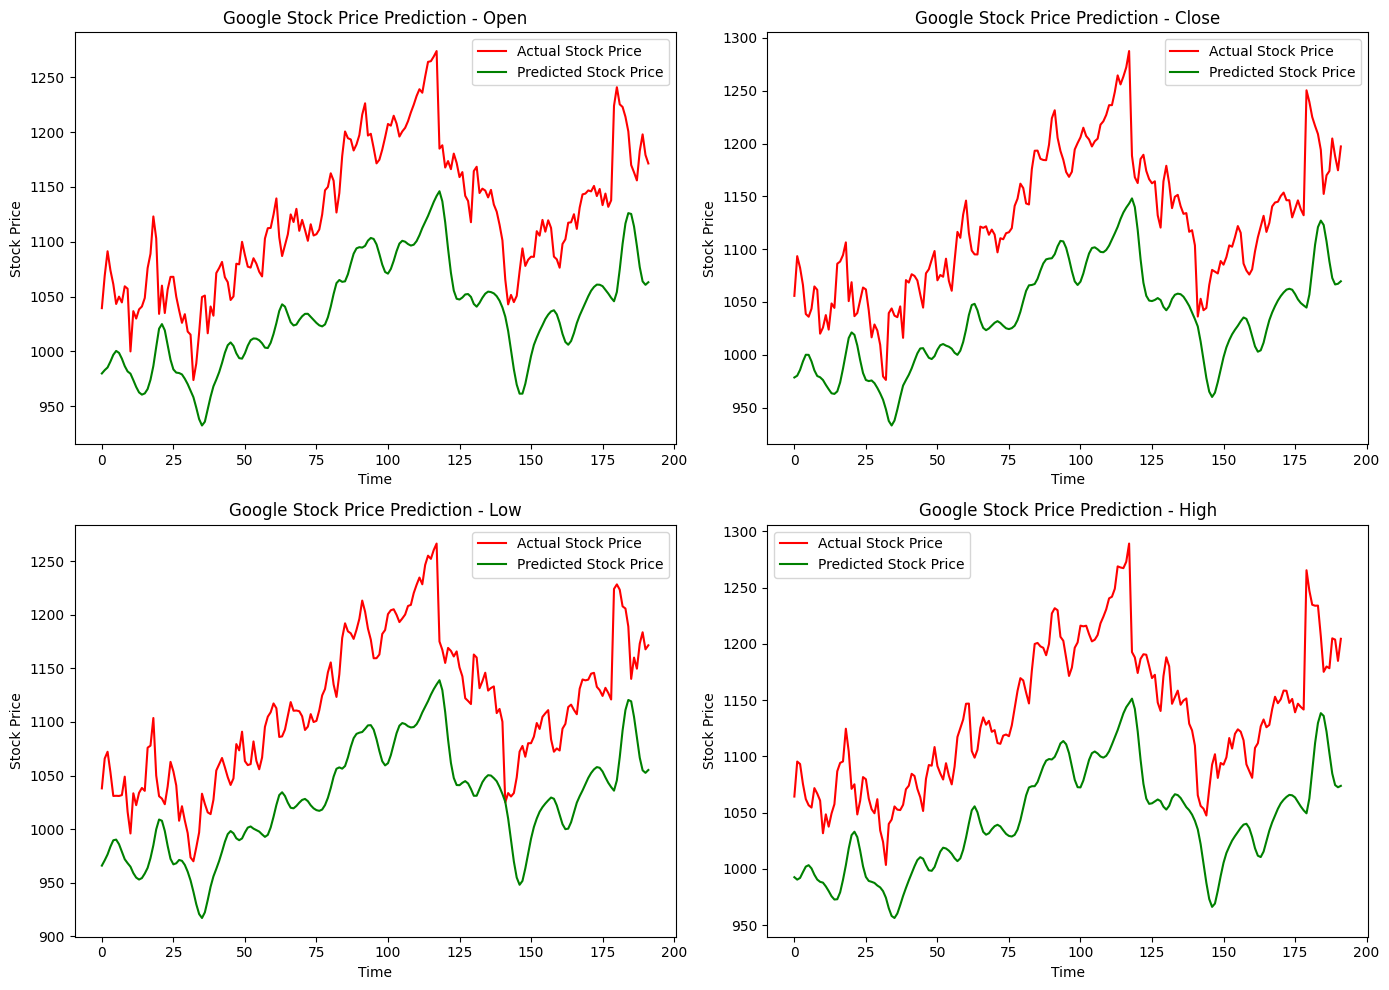 Google Stock Price Prediction - Open
Actual Stock Price
Predicted Stock Price
Stock Price
1250
1200
1150
1100
1050
1000
950
0 25 50 75 100 125 150 175 200
Time
Google Stock Price Prediction - Close
Actual Stock Price
Predicted Stock Price
Stock Price
1300
1250
1200
1150
1100
1050
1000
950
0 25 50 75 100 125 150 175 200
Time
Google Stock Price Prediction - Low
Actual Stock Price
Predicted Stock Price
Stock Price
1250
1200
1150
1100
1050
1000
950
900
0 25 50 75 100 125 150 175 200
Time
Google Stock Price Prediction - High
Actual Stock Price
Predicted Stock Price
Stock Price
1300
1250
1200
1150
1100
1050
1000
950
0 25 50 75 100 125 150 175 200
Time